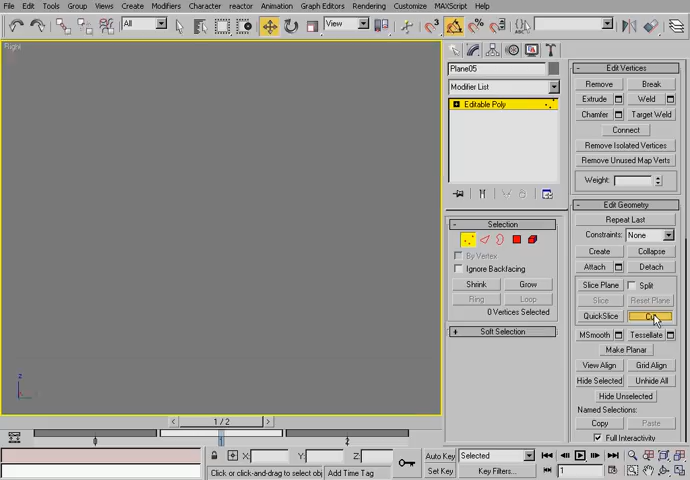 File Edit Tools Group Views Create Modifiers Character reactor Animation Graph Editors Rendering Customize MAXScript Help
All
View
Right
Plane05
Modifier List
Editable Poly
Selection
By Vertex
Ignore Backfacing
Shrink Grow
Ring Loop
0 Vertices Selected
Soft Selection
Edit Vertices
Remove Break
Extrude Weld
Chamfer Target Weld
Connect
Remove Isolated Vertices
Remove Unused Map Verts
Weight:
Edit Geometry
Repeat Last
Constraints: None
Create Collapse
Attach Detach
Slice Plane Split
Slice Reset Plane
QuickSlice
MSmooth Tessellate
Make Planar
View Align Grid Align
Hide Selected Unhide All
Hide Unselected
Named Selections:
Copy Paste
Full Interactivity
z
1 / 2
0 1 2
X: Y: Z:
Auto Key Selected
Click or click-and-drag to select obj Add Time Tag
Set Key Key Filters...
1